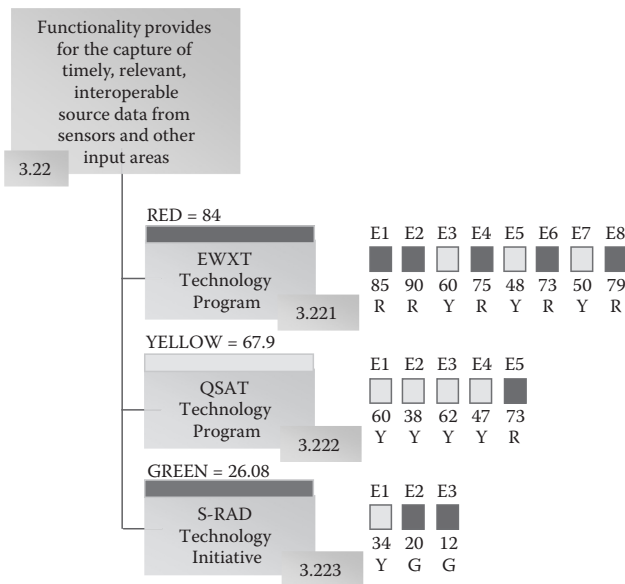 Functionality provides
for the capture of
timely, relevant,
interoperable
source data from
sensors and other
input areas
3.22
RED = 84
EWXT
Technology
Program
3.221
E1 E2 E3 E4 E5 E6 E7 E8
85 90 60 75 48 73 50 79
R R Y R Y R Y R
YELLOW = 67.9
QSAT
Technology
Program
3.222
E1 E2 E3 E4 E5
60 38 62 47 73
Y Y Y Y R
GREEN = 26.08
S-RAD
Technology
Initiative
3.223
E1 E2 E3
34 20 12
Y G G